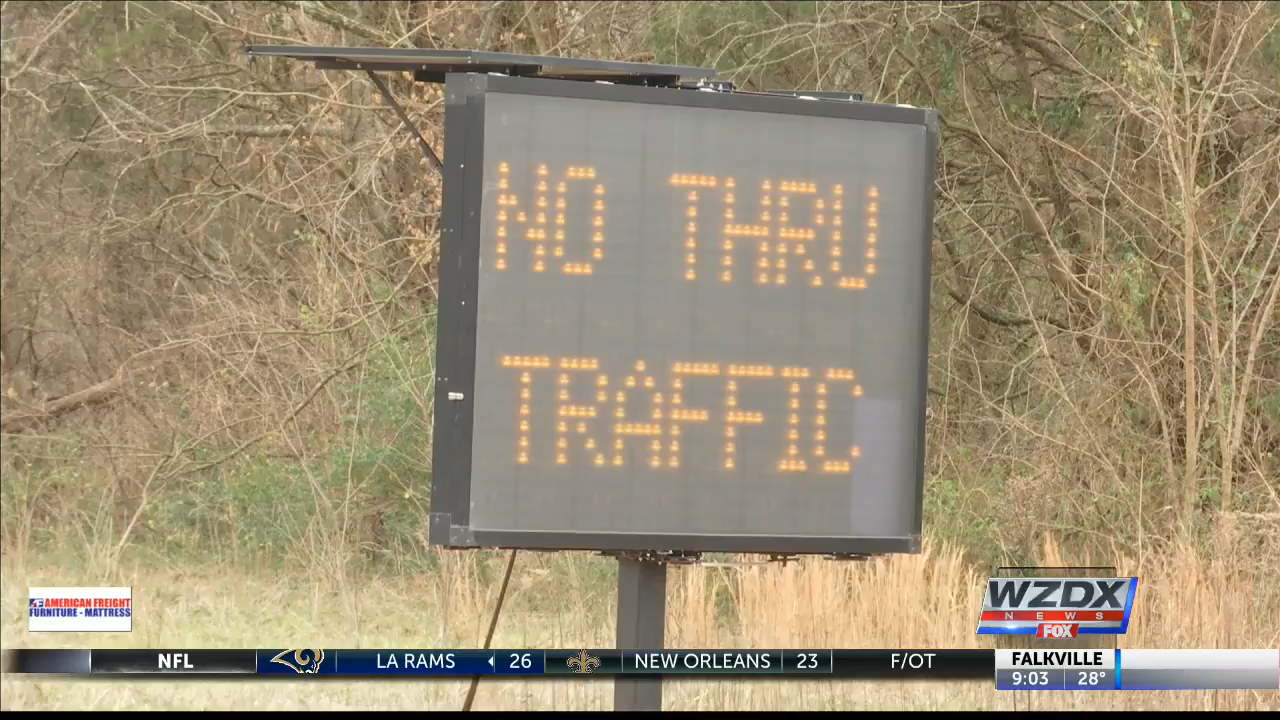 NO THRU
TRAFFIC
AMERICAN FREIGHT
FURNITURE - MATTRESS
WZDX
NEWS
FOX
NFL LA RAMS 26 NEW ORLEANS 23 F/OT
FALKVILLE
9:03 28°